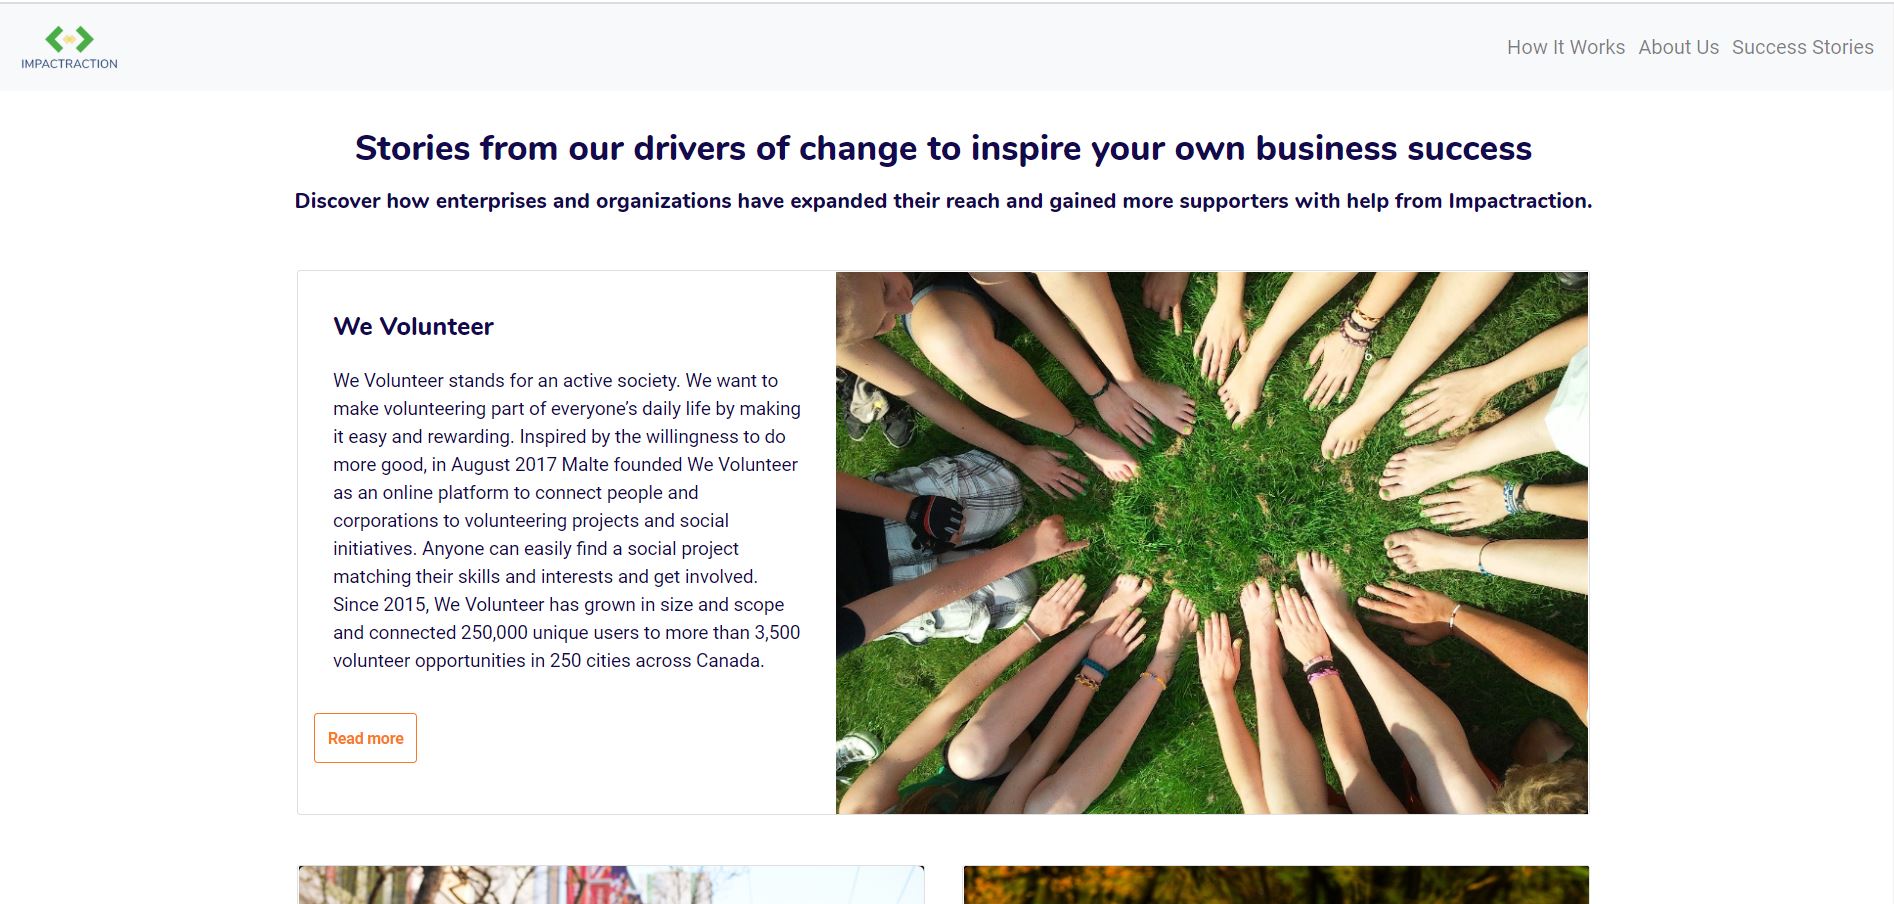 IMPACTRACTION
How It Works About Us Success Stories
Stories from our drivers of change to inspire your own business success
Discover how enterprises and organizations have expanded their reach and gained more supporters with help from Impactraction.
We Volunteer
We Volunteer stands for an active society. We want to
make volunteering part of everyone’s daily life by making
it easy and rewarding. Inspired by the willingness to do
more good, in August 2017 Malte founded We Volunteer
as an online platform to connect people and
corporations to volunteering projects and social
initiatives. Anyone can easily find a social project
matching their skills and interests and get involved.
Since 2015, We Volunteer has grown in size and scope
and connected 250,000 unique users to more than 3,500
volunteer opportunities in 250 cities across Canada.
Read more